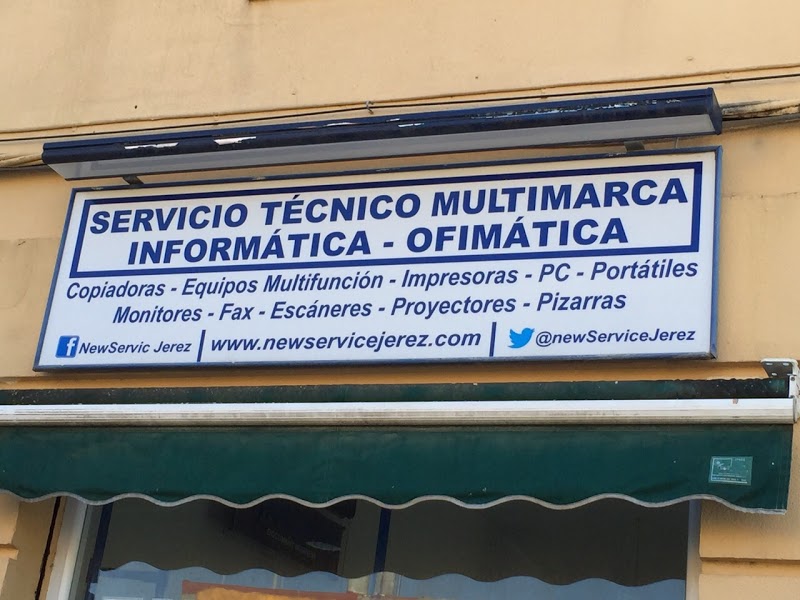 SERVICIO TÉCNICO MULTIMARCA
INFORMÁTICA - OFIMÁTICA
Copiadoras - Equipos Multifunción - Impresoras - PC - Portátiles
Monitores - Fax - Escáneres - Proyectores - Pizarras
f NewServic Jerez | www.newservicejerez.com | @newServiceJerez